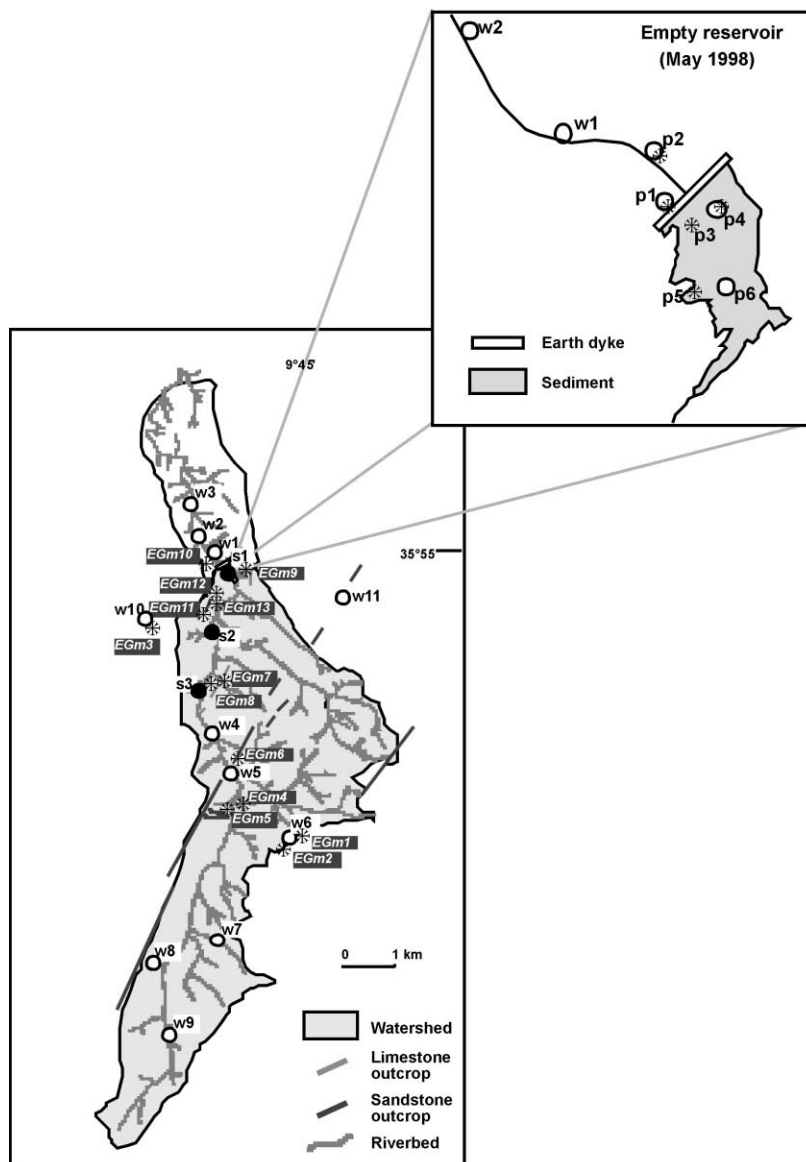 w2
Empty reservoir
(May 1998)
w1
p2
p1
p4
p3
p5
p6
Earth dyke
Sediment
9°45'
w3
w2
w1
EGm10
s1
EGm9
35°55
EGm12
w11
EGm11
EGm13
w10
EGm3
s2
EGm7
s3
EGm8
w4
EGm6
w5
EGm4
EGm5
w6
EGm1
EGm2
w7
w8
0 1 km
w9
Watershed
Limestone
outcrop
Sandstone
outcrop
Riverbed